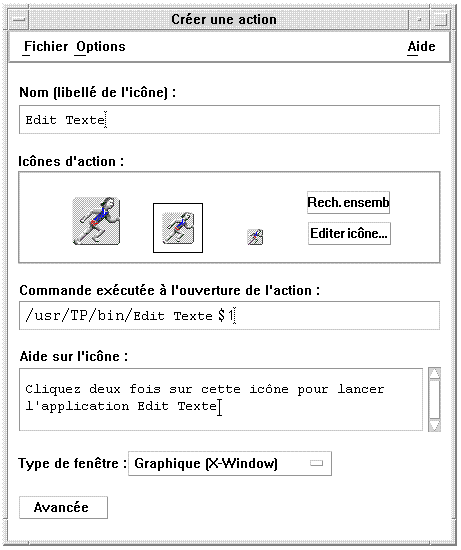 Créer une action
Fichier Options Aide
Nom (libellé de l'icône) :
Edit Texte
Icônes d'action :
Rech. ensemb
Editer icône...
Commande exécutée à l'ouverture de l'action :
/usr/TP/bin/Edit Texte $1
Aide sur l'icône :
Cliquez deux fois sur cette icône pour lancer
l'application Edit Texte
Type de fenêtre : Graphique (X-Window)
Avancée